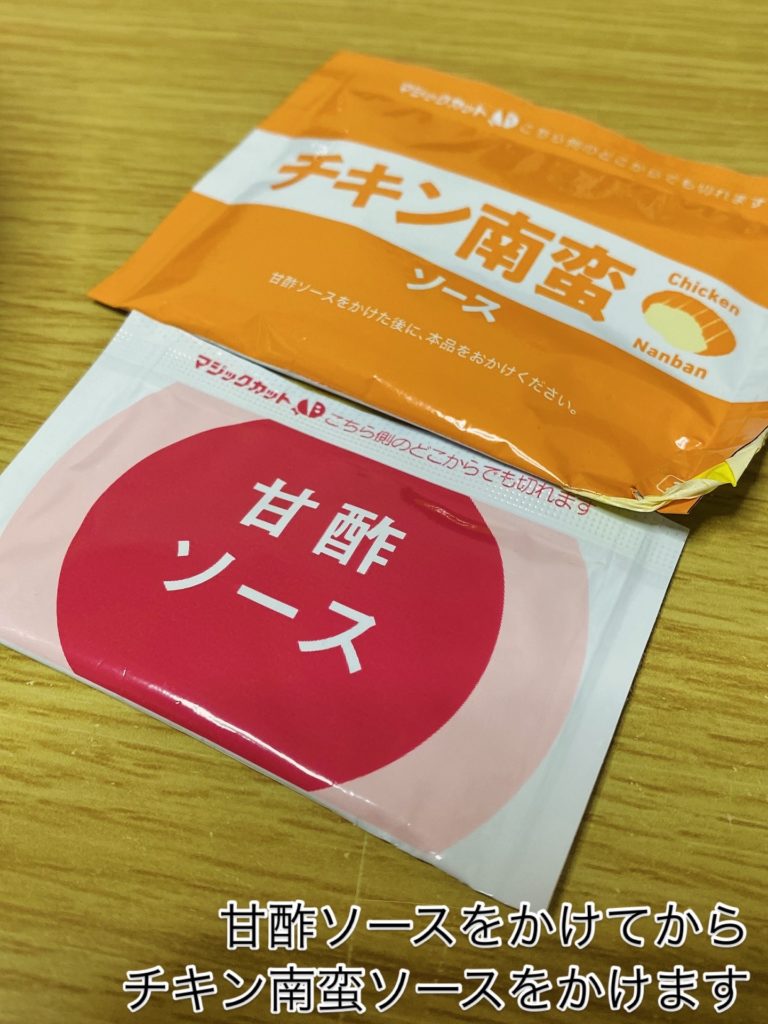 マジックカット こちら側のどこからでも切れます
チキン南蛮
ソース
Chicken
Nanban
甘酢ソースをかけた後に、本品をおかけください。
マジックカット こちら側のどこからでも切れます
甘酢
ソース
甘酢ソースをかけてから
チキン南蛮ソースをかけます